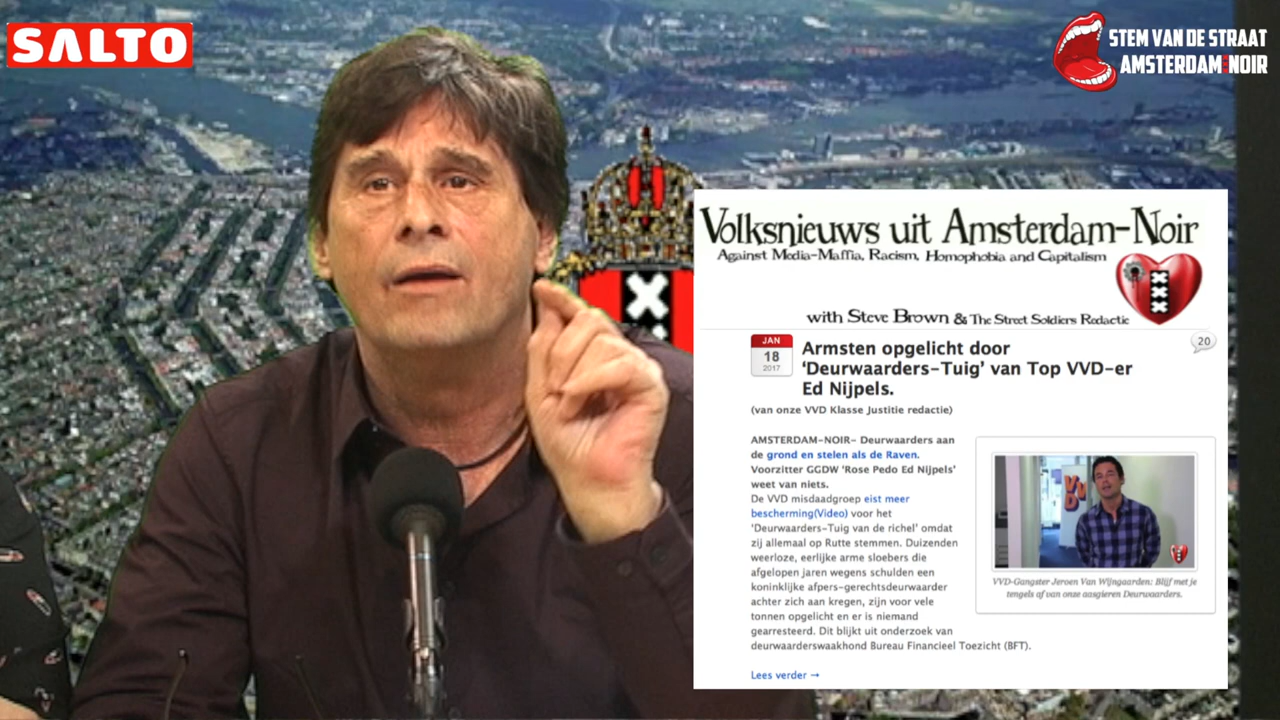 SALTO
STEM VAN DE STRAAT
AMSTERDAM NOIR
Volksnieuws uit Amsterdam-Noir
Against Media-Maffia, Racism, Homophobia and Capitalism
with Steve Brown & The Street Soldiers Redactie
JAN
18
2017
20
Armsten opgelicht door
‘Deurwaarders-Tuig’ van Top VVD-er
Ed Nijpels.
(van onze VVD Klasse Justitie redactie)
AMSTERDAM-NOIR- Deurwaarders aan
de grond en stelen als de Raven.
Voorzitter GGDW ‘Rose Pedo Ed Nijpels’
weet van niets.
De VVD misdaadgroep eist meer
bescherming(Video) voor het
‘Deurwaarders-Tuig van de richel’ omdat
zij allemaal op Rutte stemmen. Duizenden
weerloze, eerlijke arme sloebers die
afgelopen jaren wegens schulden een
koninklijke afpers-gerechtsdeurwaarder
achter zich aan kregen, zijn voor vele
tonnen opgelicht en er is niemand
gearresteerd. Dit blijkt uit onderzoek van
deurwaarderswaakhond Bureau Financieel Toezicht (BFT).
VVD
VVD-Gangster Jeroen Van Wijngaarden: Blijf met je
tengels af van onze aasgieren Deurwaarders.
Lees verder →